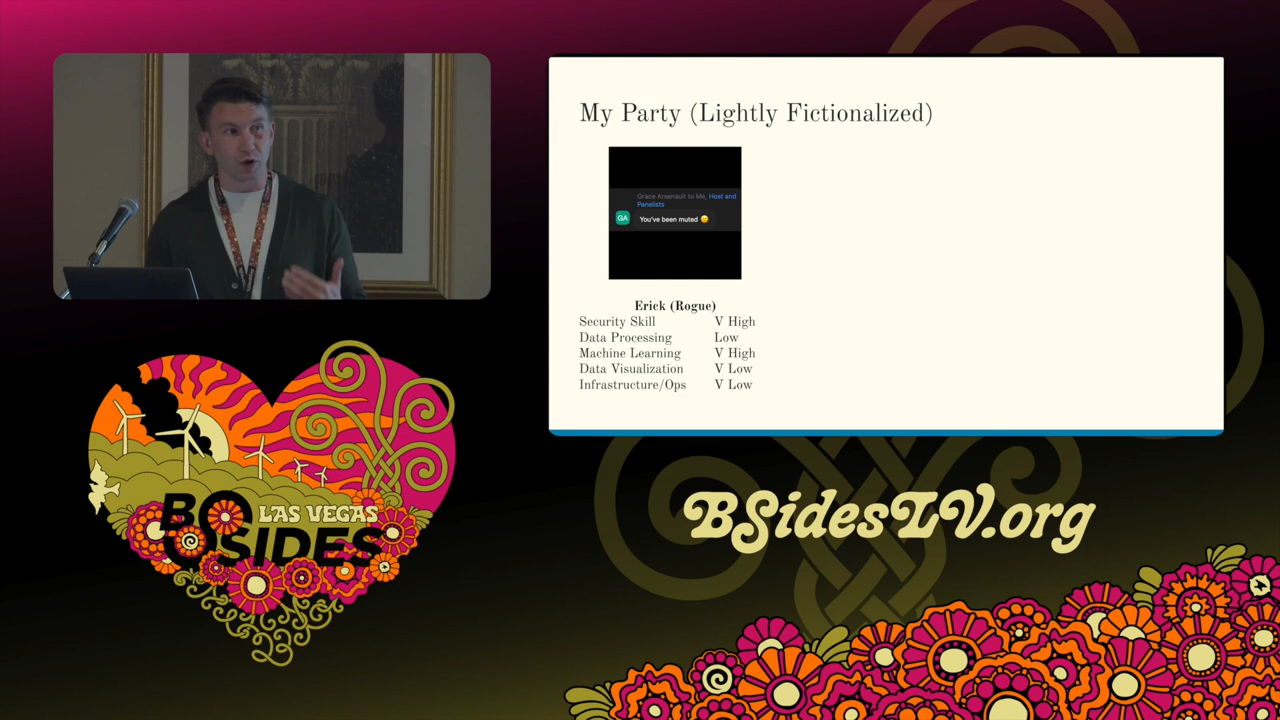 My Party (Lightly Fictionalized)
Grace Arsenault to Me, Host and
Panelists
GA
You've been muted
Erick (Rogue)
Security Skill V High
Data Processing Low
Machine Learning V High
Data Visualization V Low
Infrastructure/Ops V Low
BSIDES
LAS VEGAS
BSidesLV.org